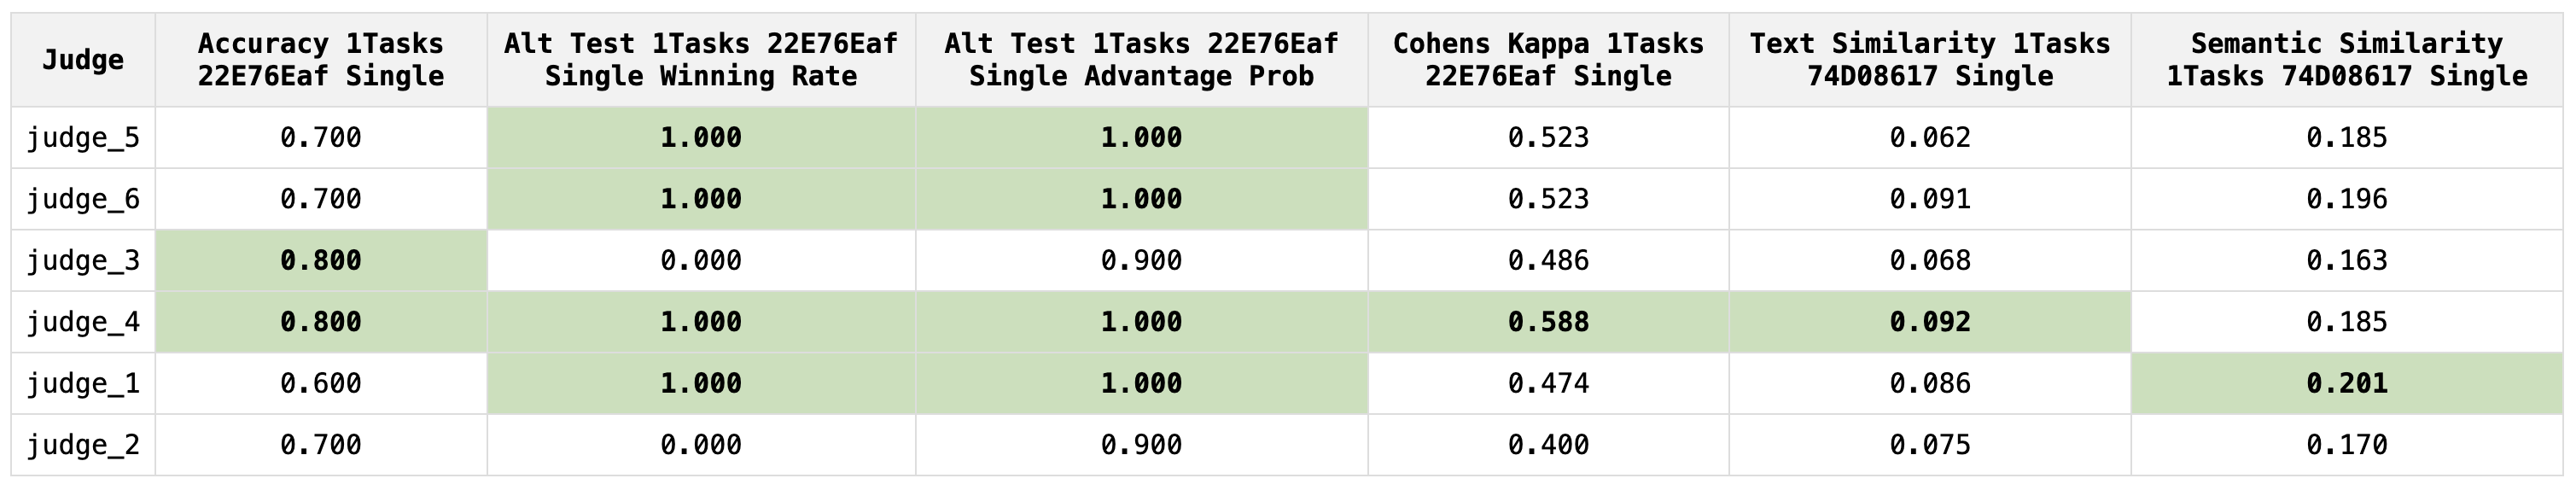 Judge | Accuracy 1Tasks 22E76Eaf Single | Alt Test 1Tasks 22E76Eaf Single Winning Rate | Alt Test 1Tasks 22E76Eaf Single Advantage Prob | Cohens Kappa 1Tasks 22E76Eaf Single | Text Similarity 1Tasks 74D08617 Single | Semantic Similarity 1Tasks 74D08617 Single
judge_5 | 0.700 | 1.000 | 1.000 | 0.523 | 0.062 | 0.185
judge_6 | 0.700 | 1.000 | 1.000 | 0.523 | 0.091 | 0.196
judge_3 | 0.800 | 0.000 | 0.900 | 0.486 | 0.068 | 0.163
judge_4 | 0.800 | 1.000 | 1.000 | 0.588 | 0.092 | 0.185
judge_1 | 0.600 | 1.000 | 1.000 | 0.474 | 0.086 | 0.201
judge_2 | 0.700 | 0.000 | 0.900 | 0.400 | 0.075 | 0.170